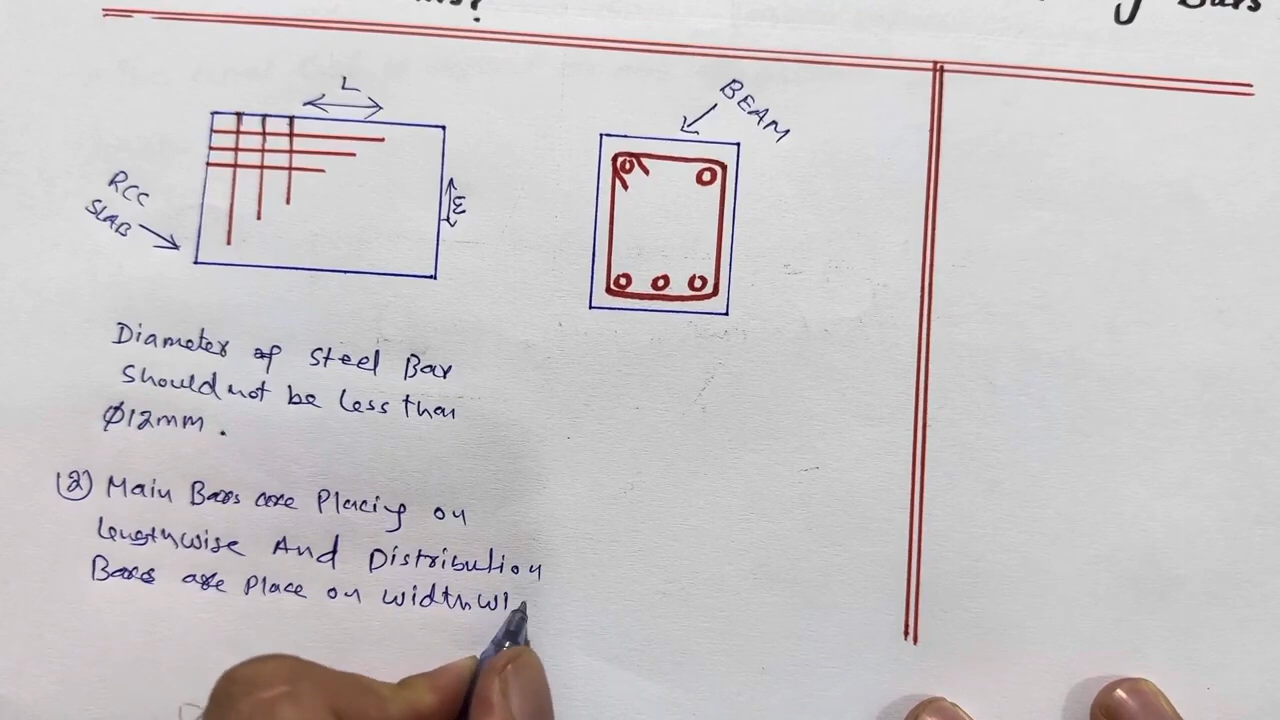 Bars
L
BEAM
RCC
SLAB
Diameter of Steel Bar
Should not be less than
Ø12mm.
(2) Main Bars are Placing on
lengthwise And Distribution
Bars are Place on widthwi